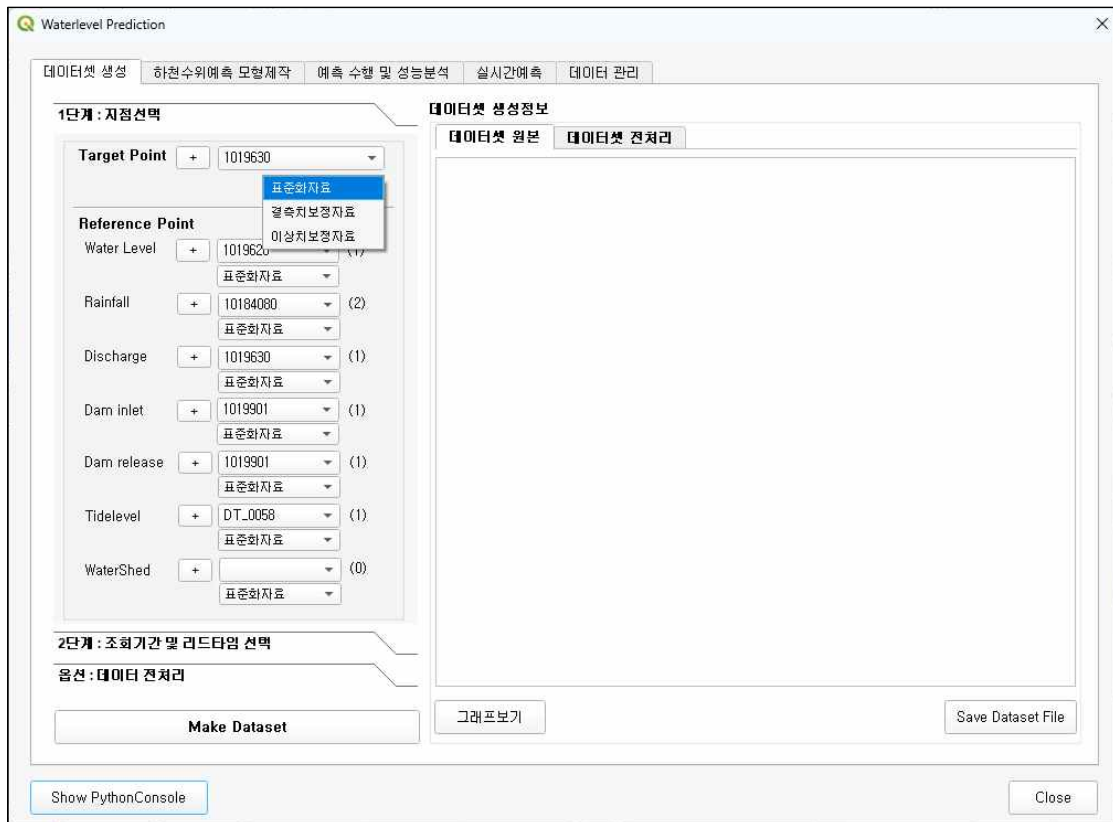 Waterlevel Prediction
데이터셋 생성
하천수위예측 모형제작
예측 수행 및 성능분석
실시간예측
데이터 관리
1단계 : 지점선택
Target Point
+
1019630
표준화자료
결측치보정자료
이상치보정자료
Reference Point
Water Level
+
1019620
(1)
표준화자료
Rainfall
+
10184080
(2)
표준화자료
Discharge
+
1019630
(1)
표준화자료
Dam inlet
+
1019901
(1)
표준화자료
Dam release
+
1019901
(1)
표준화자료
Tidelevel
+
DT_0058
(1)
표준화자료
WaterShed
+
(0)
표준화자료
2단계 : 조회기간 및 리드타임 선택
옵션 : 데이터 전처리
Make Dataset
데이터셋 생성정보
데이터셋 원본
데이터셋 전처리
그래프보기
Save Dataset File
Show PythonConsole
Close